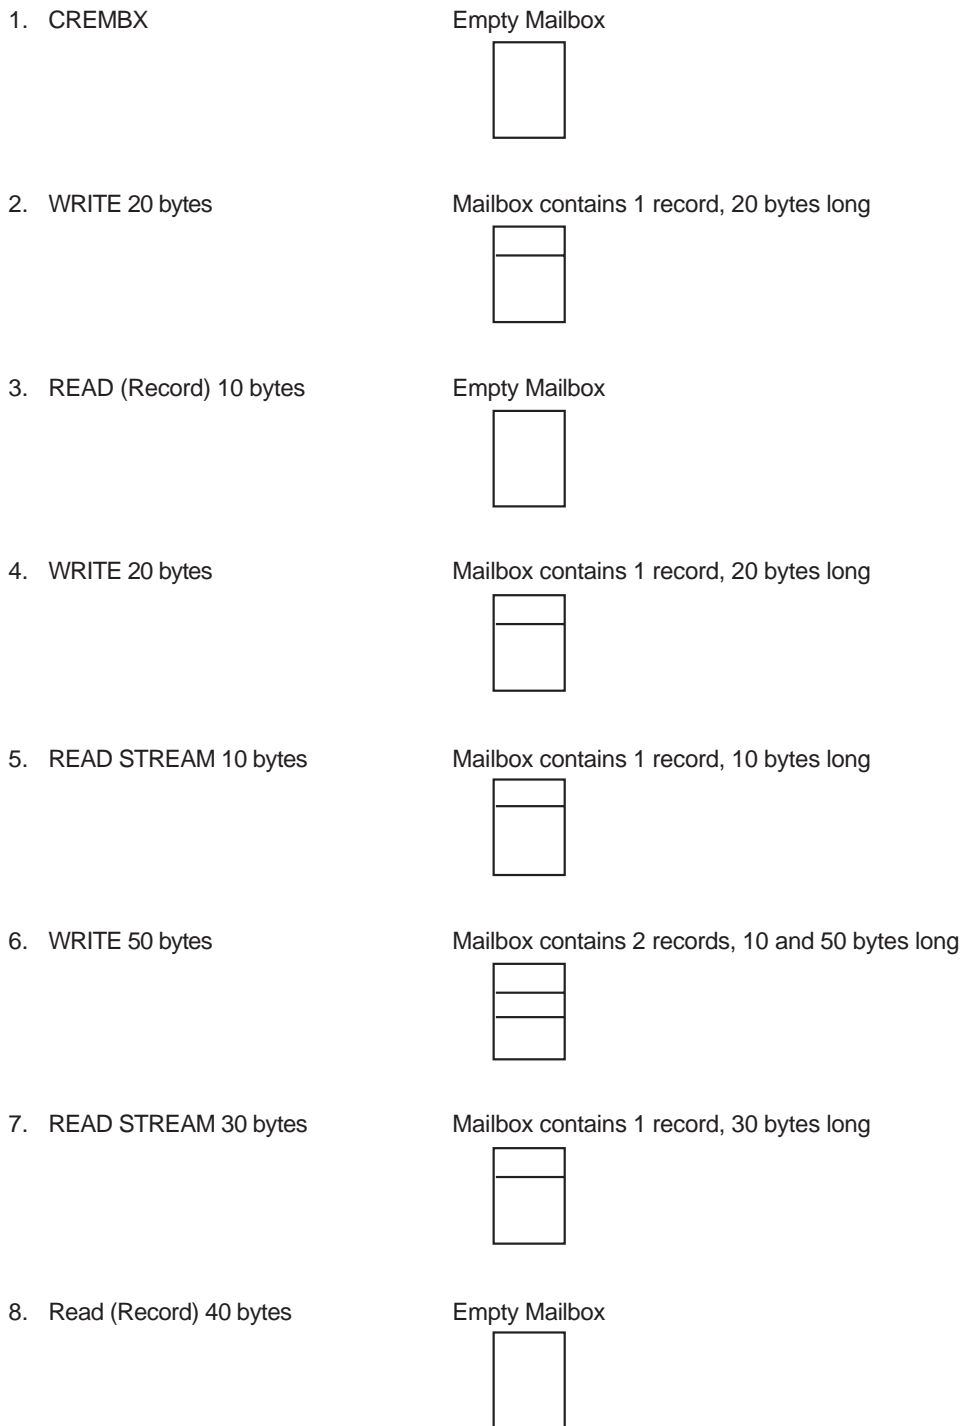 1. CREMBX Empty Mailbox
2. WRITE 20 bytes Mailbox contains 1 record, 20 bytes long
3. READ (Record) 10 bytes Empty Mailbox
4. WRITE 20 bytes Mailbox contains 1 record, 20 bytes long
5. READ STREAM 10 bytes Mailbox contains 1 record, 10 bytes long
6. WRITE 50 bytes Mailbox contains 2 records, 10 and 50 bytes long
7. READ STREAM 30 bytes Mailbox contains 1 record, 30 bytes long
8. Read (Record) 40 bytes Empty Mailbox